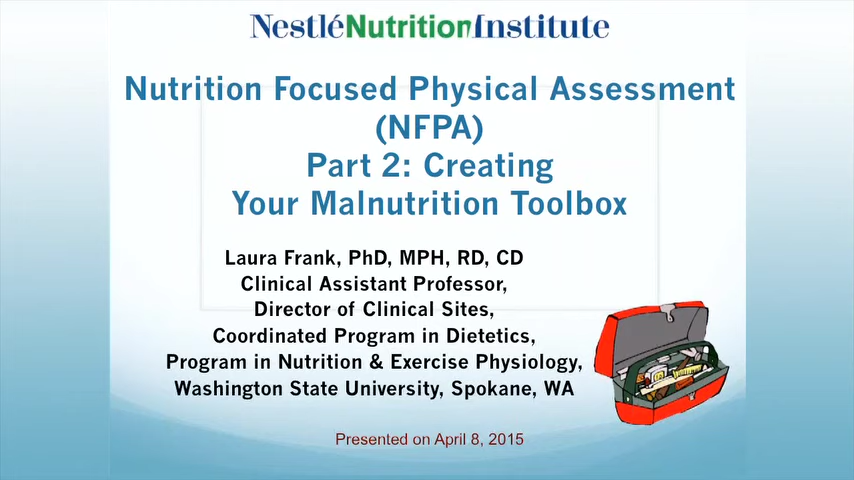 NestléNutritionInstitute
Nutrition Focused Physical Assessment
(NFPA)
Part 2: Creating
Your Malnutrition Toolbox
Laura Frank, PhD, MPH, RD, CD
Clinical Assistant Professor,
Director of Clinical Sites,
Coordinated Program in Dietetics,
Program in Nutrition & Exercise Physiology,
Washington State University, Spokane, WA
Presented on April 8, 2015